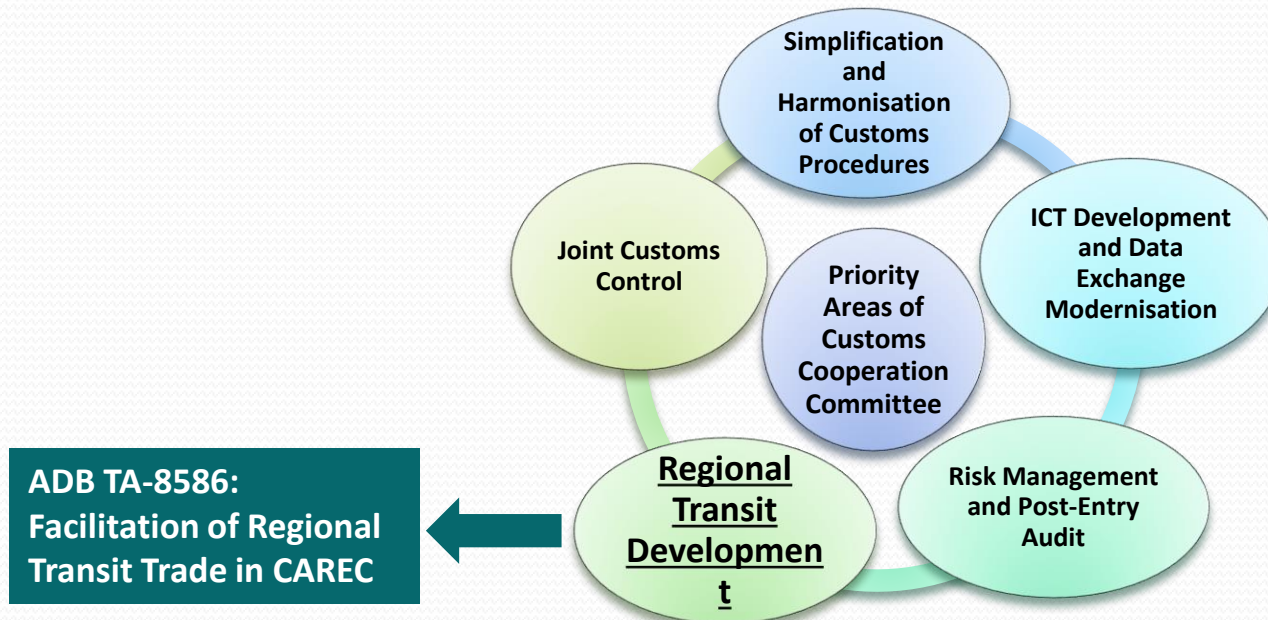 Simplification
and
Harmonisation
of Customs
Procedures
ICT Development
and Data
Exchange
Modernisation
Joint Customs
Control
Priority
Areas of
Customs
Cooperation
Committee
Risk Management
and Post-Entry
Audit
Regional
Transit
Developmen
t
ADB TA-8586:
Facilitation of Regional
Transit Trade in CAREC